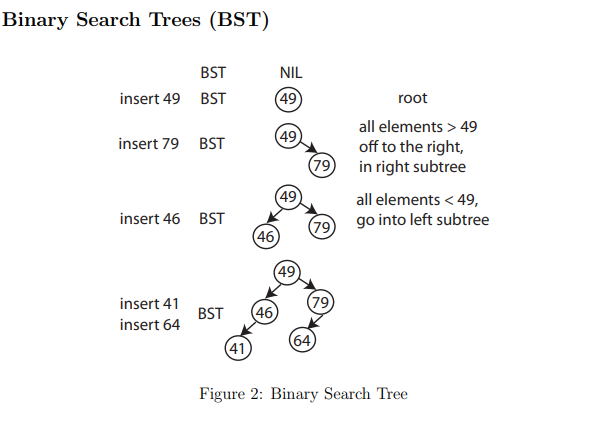 Binary Search Trees (BST)
BST NIL
insert 49 BST 49 root
insert 79 BST 49 79 all elements > 49
off to the right,
in right subtree
insert 46 BST 49 46 79 all elements < 49,
go into left subtree
49
insert 41 46 79
insert 64 BST
41 64
Figure 2: Binary Search Tree